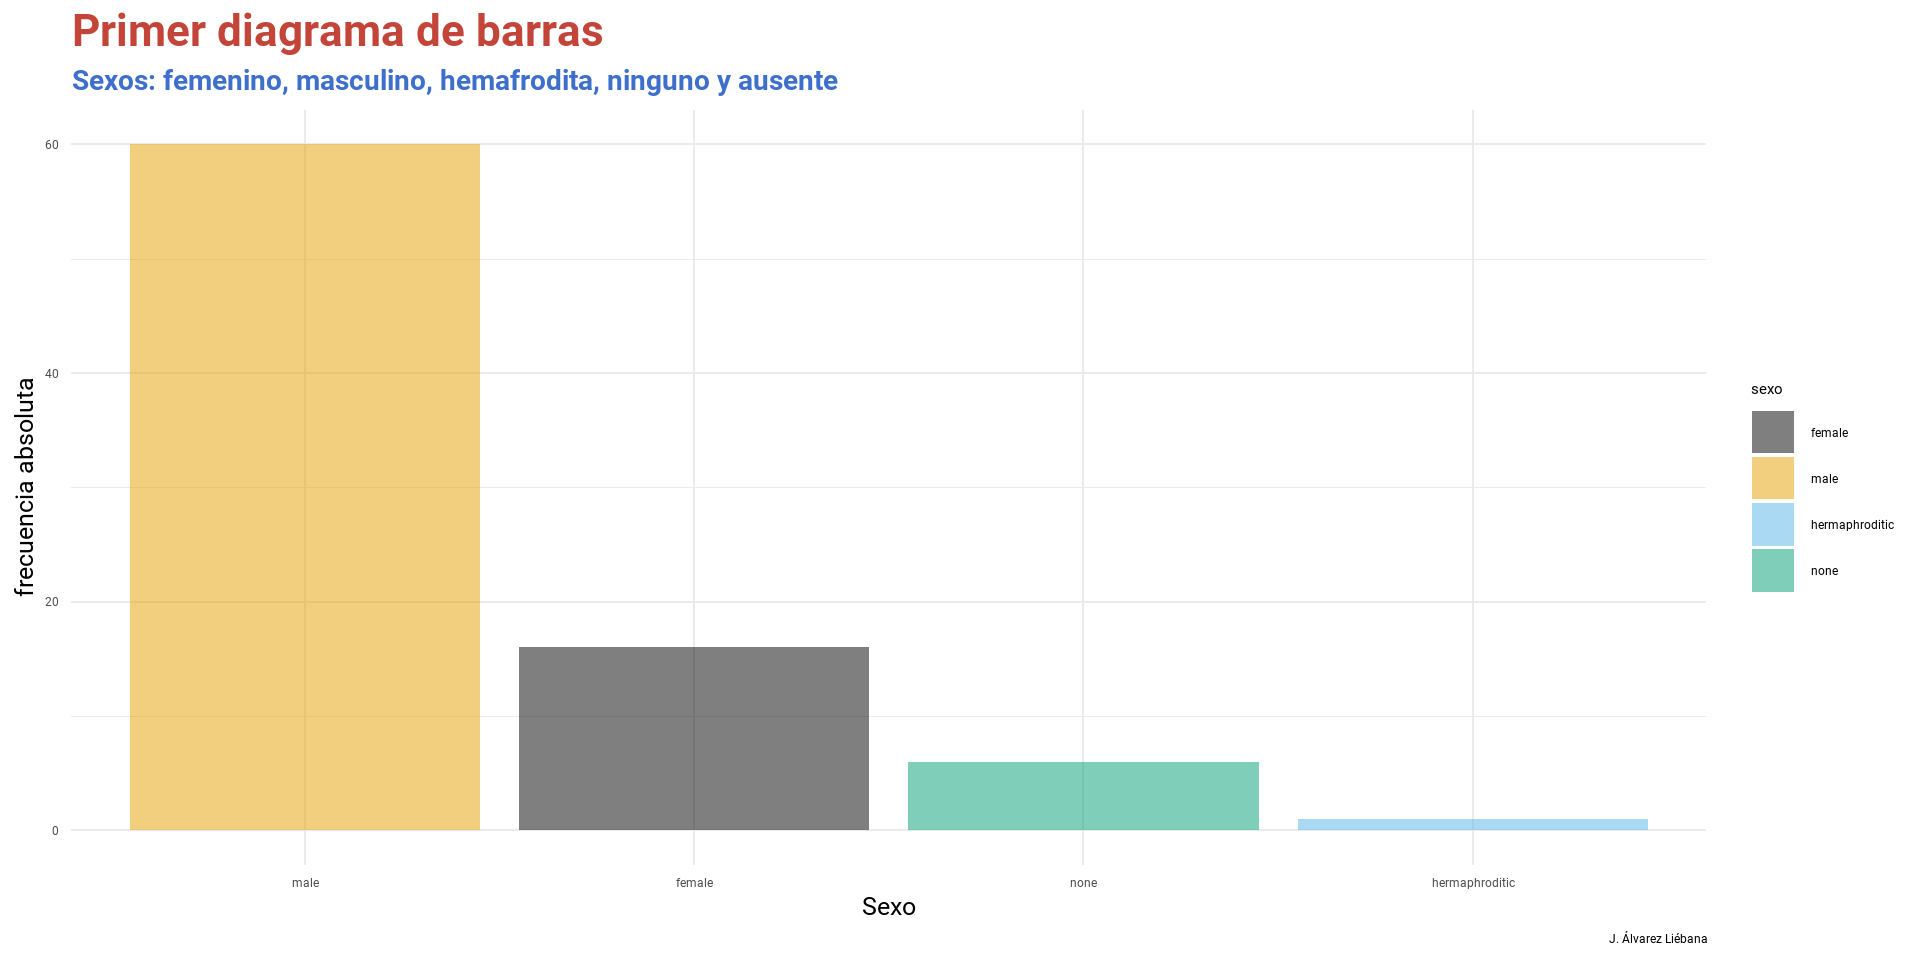 Primer diagrama de barras
Sexos: femenino, masculino, hemafrodita, ninguno y ausente
60
40
20
0
frecuencia absoluta
male
female
none
hermaphroditic
Sexo
sexo
female
male
hermaphroditic
none
J. Álvarez Liébana